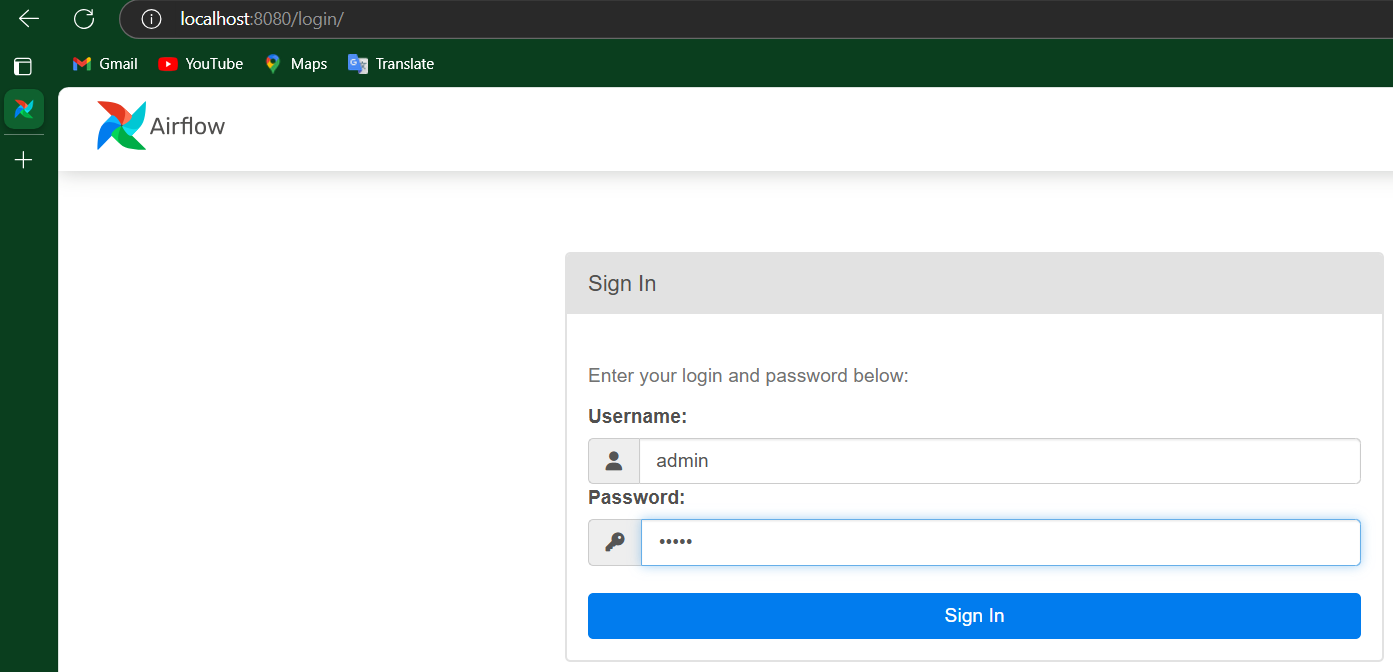 localhost:8080/login/
Gmail YouTube Maps Translate
Airflow
Sign In
Enter your login and password below:
Username:
admin
Password:
•••••
Sign In